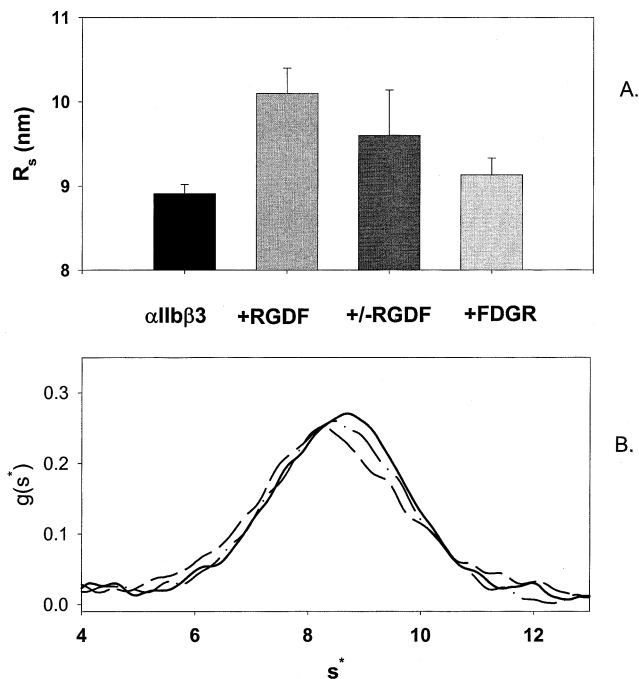 11
10
9
8
R_s (nm)
A.
αIIbβ3 +RGDF +/-RGDF +FDGR
0.3
0.2
0.1
0.0
g(s*)
B.
4 6 8 10 12
s*